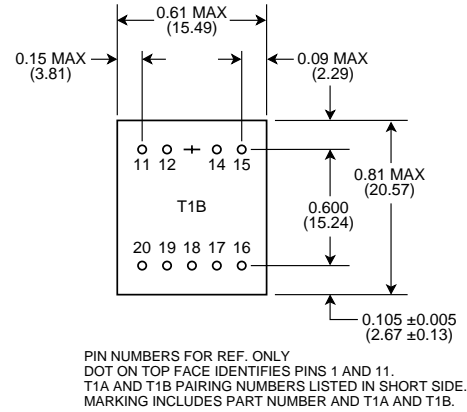 0.61 MAX
(15.49)
0.15 MAX
(3.81)
0.09 MAX
(2.29)
11 12 14 15
0.81 MAX
(20.57)
T1B
0.600
(15.24)
20 19 18 17 16
0.105 ±0.005
(2.67 ±0.13)
PIN NUMBERS FOR REF. ONLY
DOT ON TOP FACE IDENTIFIES PINS 1 AND 11.
T1A AND T1B PAIRING NUMBERS LISTED IN SHORT SIDE.
MARKING INCLUDES PART NUMBER AND T1A AND T1B.